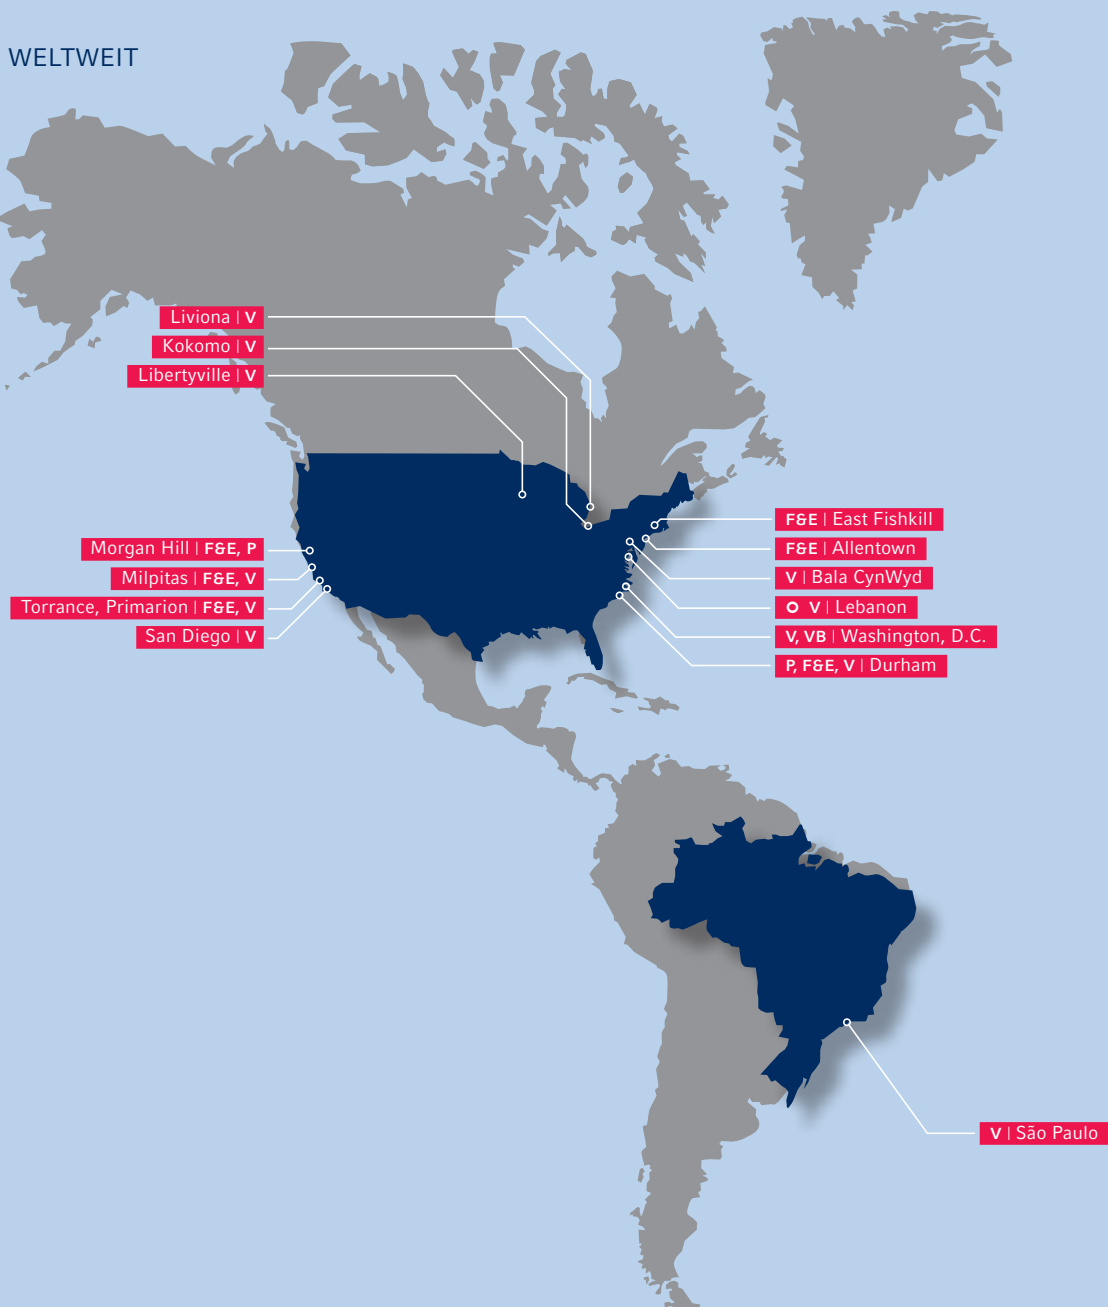 WELTWEIT
Liviona | V
Kokomo | V
Libertyville | V
Morgan Hill | F&E, P
Milpitas | F&E, V
Torrance, Primarion | F&E, V
San Diego | V
F&E | East Fishkill
F&E | Allentown
V | Bala CynWyd
O V | Lebanon
V, VB | Washington, D.C.
P, F&E, V | Durham
V | São Paulo